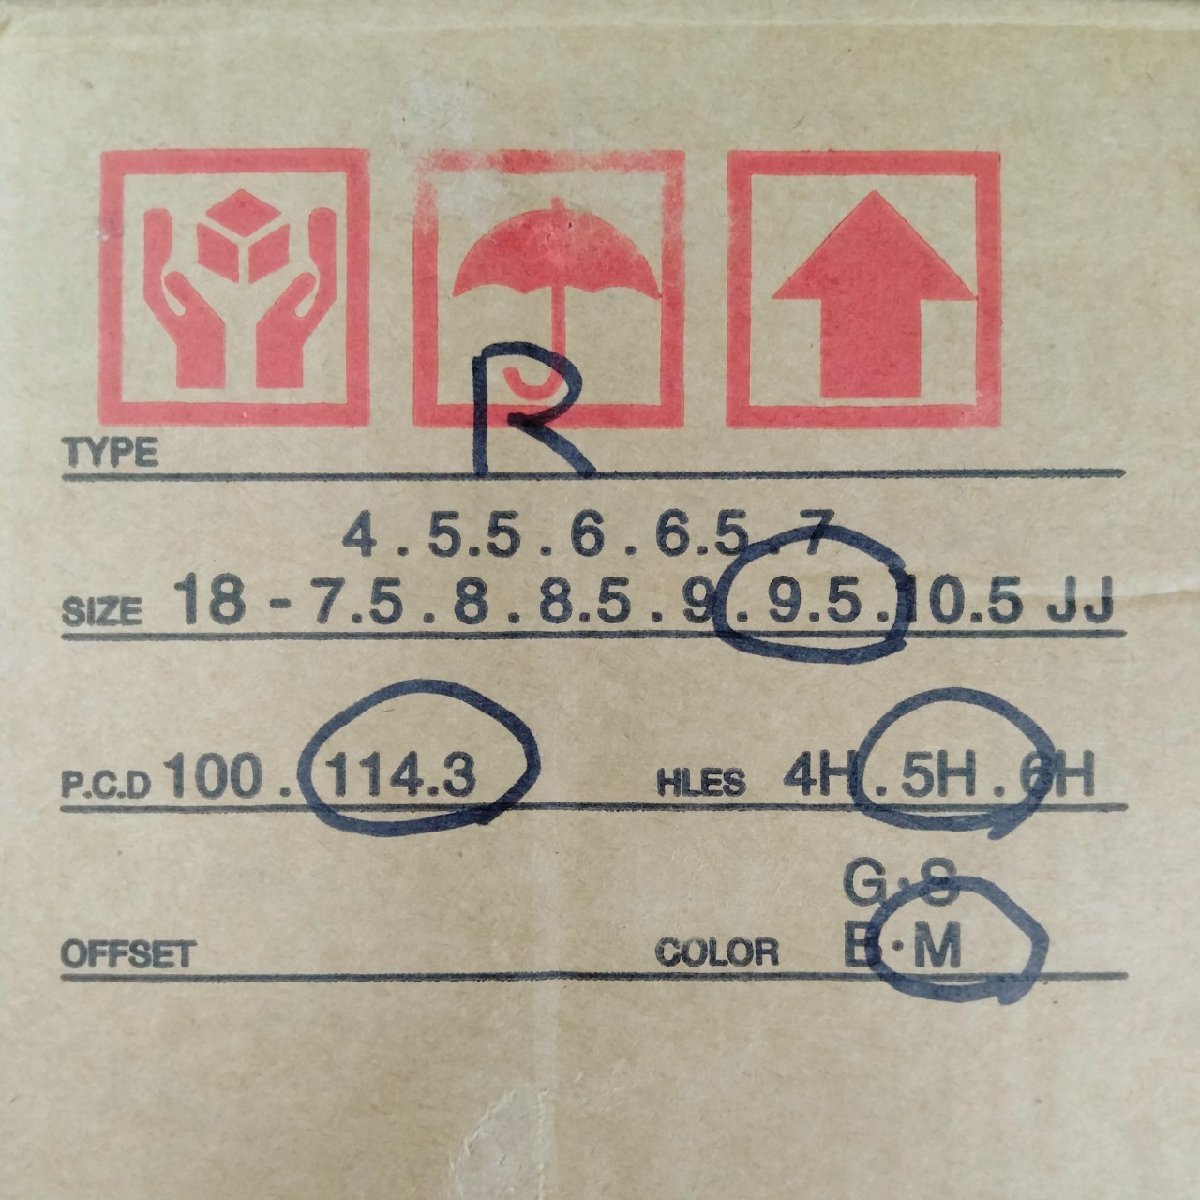 R
TYPE
4 . 5.5 . 6 . 6.5 . 7
SIZE 18 - 7.5 . 8 . 8.5 . 9 . 9.5 . 10.5 JJ
P.C.D 100 . 114.3 HLES 4H . 5H . 6H
G・S
OFFSET COLOR B・M